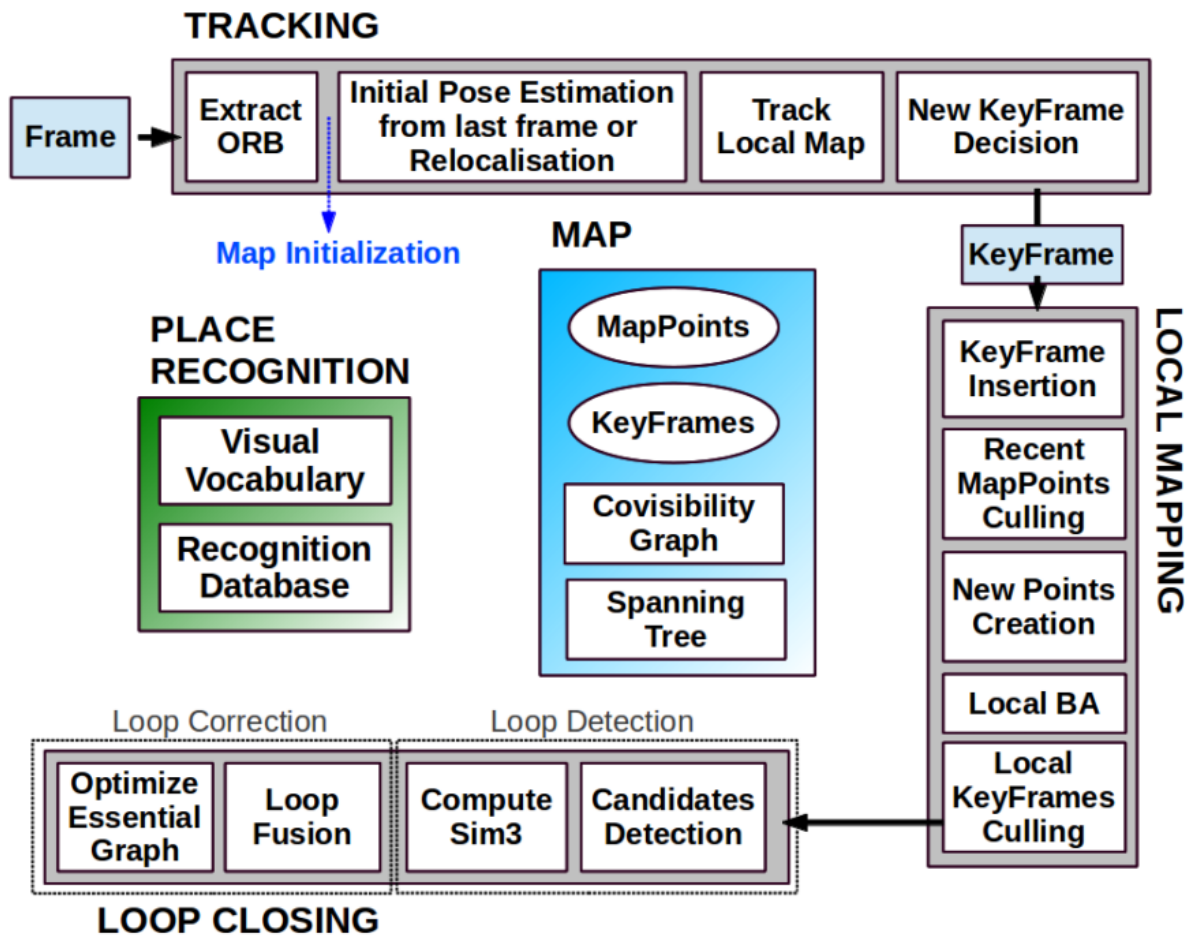 TRACKING
Frame
Extract
ORB
Initial Pose Estimation
from last frame or
Relocalisation
Track
Local Map
New KeyFrame
Decision
Map Initialization
MAP
KeyFrame
PLACE
RECOGNITION
Visual
Vocabulary
Recognition
Database
MapPoints
KeyFrames
Covisibility
Graph
Spanning
Tree
LOCAL MAPPING
KeyFrame
Insertion
Recent
MapPoints
Culling
New Points
Creation
Local BA
Local
KeyFrames
Culling
Loop Correction
Loop Detection
Optimize
Essential
Graph
Loop
Fusion
Compute
Sim3
Candidates
Detection
LOOP CLOSING